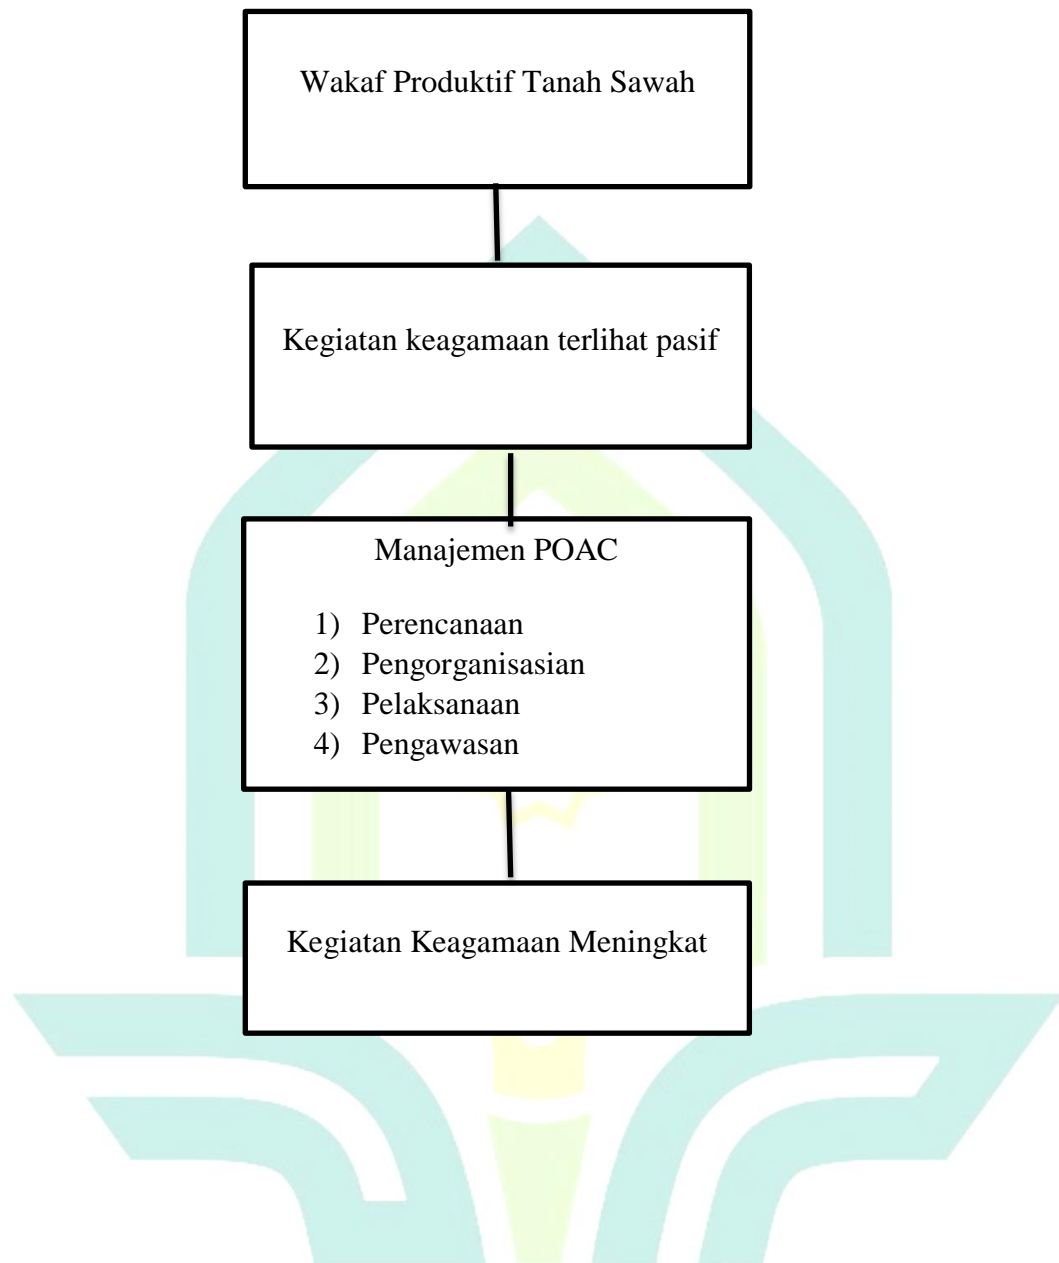 Wakaf Produktif Tanah Sawah
Kegiatan keagamaan terlihat pasif
Manajemen POAC
1) Perencanaan
2) Pengorganisasian
3) Pelaksanaan
4) Pengawasan
Kegiatan Keagamaan Meningkat